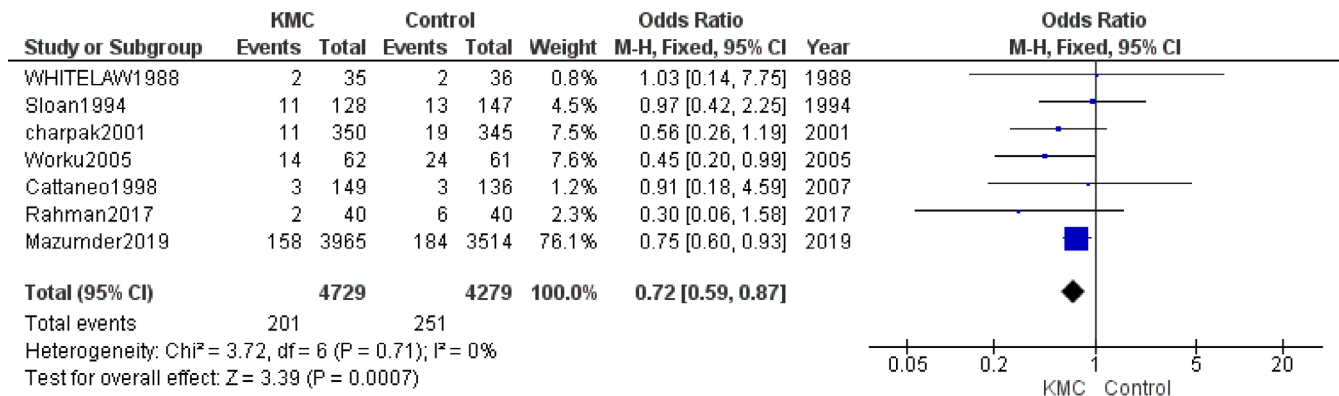 KMC Control Odds Ratio Odds Ratio
Study or Subgroup Events Total Events Total Weight M-H, Fixed, 95% CI Year M-H, Fixed, 95% CI
WHITELAW1988 2 35 2 36 0.8% 1.03 [0.14, 7.75] 1988
Sloan1994 11 128 13 147 4.5% 0.97 [0.42, 2.25] 1994
charpak2001 11 350 19 345 7.5% 0.56 [0.26, 1.19] 2001
Worku2005 14 62 24 61 7.6% 0.45 [0.20, 0.99] 2005
Cattaneo1998 3 149 3 136 1.2% 0.91 [0.18, 4.59] 2007
Rahman2017 2 40 6 40 2.3% 0.30 [0.06, 1.58] 2017
Mazumder2019 158 3965 184 3514 76.1% 0.75 [0.60, 0.93] 2019
Total (95% CI) 4729 4279 100.0% 0.72 [0.59, 0.87]
Total events 201 251
Heterogeneity: Chi² = 3.72, df = 6 (P = 0.71); I² = 0%
Test for overall effect: Z = 3.39 (P = 0.0007)
0.05 0.2 1 5 20
KMC Control